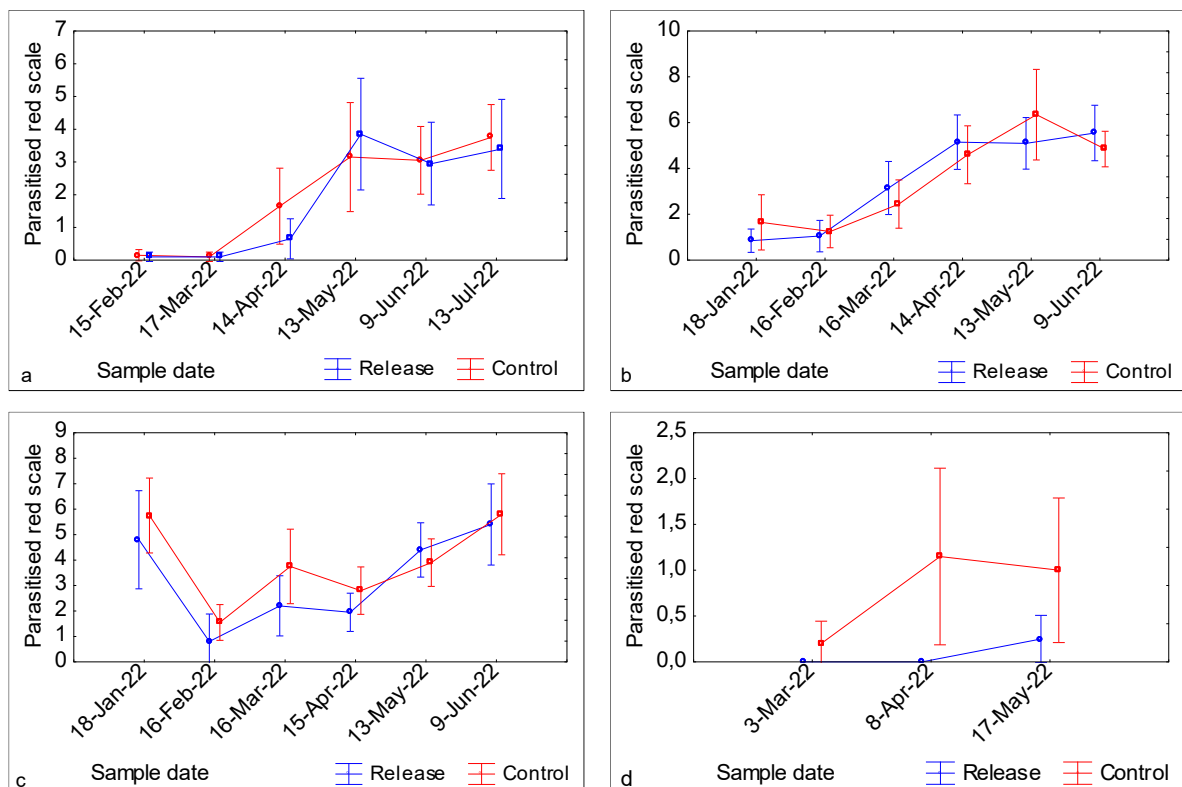 Parasitised red scale
7
6
5
4
3
2
1
0
15-Feb-22
17-Mar-22
14-Apr-22
13-May-22
9-Jun-22
13-Jul-22
a
Sample date
Release
Control
Parasitised red scale
10
8
6
4
2
0
18-Jan-22
16-Feb-22
16-Mar-22
14-Apr-22
13-May-22
9-Jun-22
b
Sample date
Release
Control
Parasitised red scale
9
8
7
6
5
4
3
2
1
0
18-Jan-22
16-Feb-22
16-Mar-22
15-Apr-22
13-May-22
9-Jun-22
c
Sample date
Release
Control
Parasitised red scale
2,5
2,0
1,5
1,0
0,5
0,0
3-Mar-22
8-Apr-22
17-May-22
d
Sample date
Release
Control